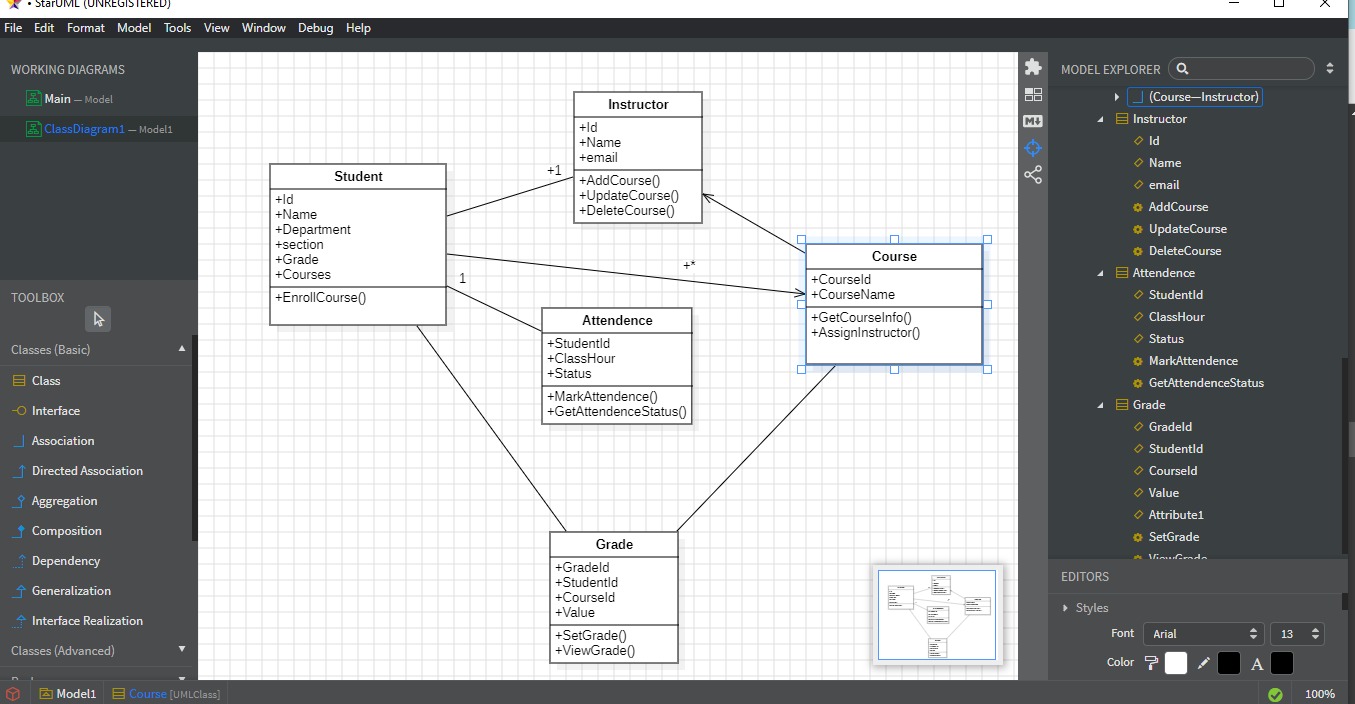 • StarUML (UNREGISTERED)
File Edit Format Model Tools View Window Debug Help
WORKING DIAGRAMS
Main — Model
ClassDiagram1 — Model1
TOOLBOX
Classes (Basic)
Class
Interface
Association
Directed Association
Aggregation
Composition
Dependency
Generalization
Interface Realization
Classes (Advanced)
Student
+Id
+Name
+Department
+section
+Grade
+Courses
+EnrollCourse()
+1
Instructor
+Id
+Name
+email
+AddCourse()
+UpdateCourse()
+DeleteCourse()
+*
1
Course
+CourseId
+CourseName
+GetCourseInfo()
+AssignInstructor()
Attendence
+StudentId
+ClassHour
+Status
+MarkAttendence()
+GetAttendenceStatus()
Grade
+GradeId
+StudentId
+CourseId
+Value
+SetGrade()
+ViewGrade()
M
MODEL EXPLORER
(Course—Instructor)
Instructor
Id
Name
email
AddCourse
UpdateCourse
DeleteCourse
Attendence
StudentId
ClassHour
Status
MarkAttendence
GetAttendenceStatus
Grade
GradeId
StudentId
CourseId
Value
Attribute1
SetGrade
ViewGrade
EDITORS
Styles
Font Arial 13
Color A
Model1 Course [UMLClass] 100%